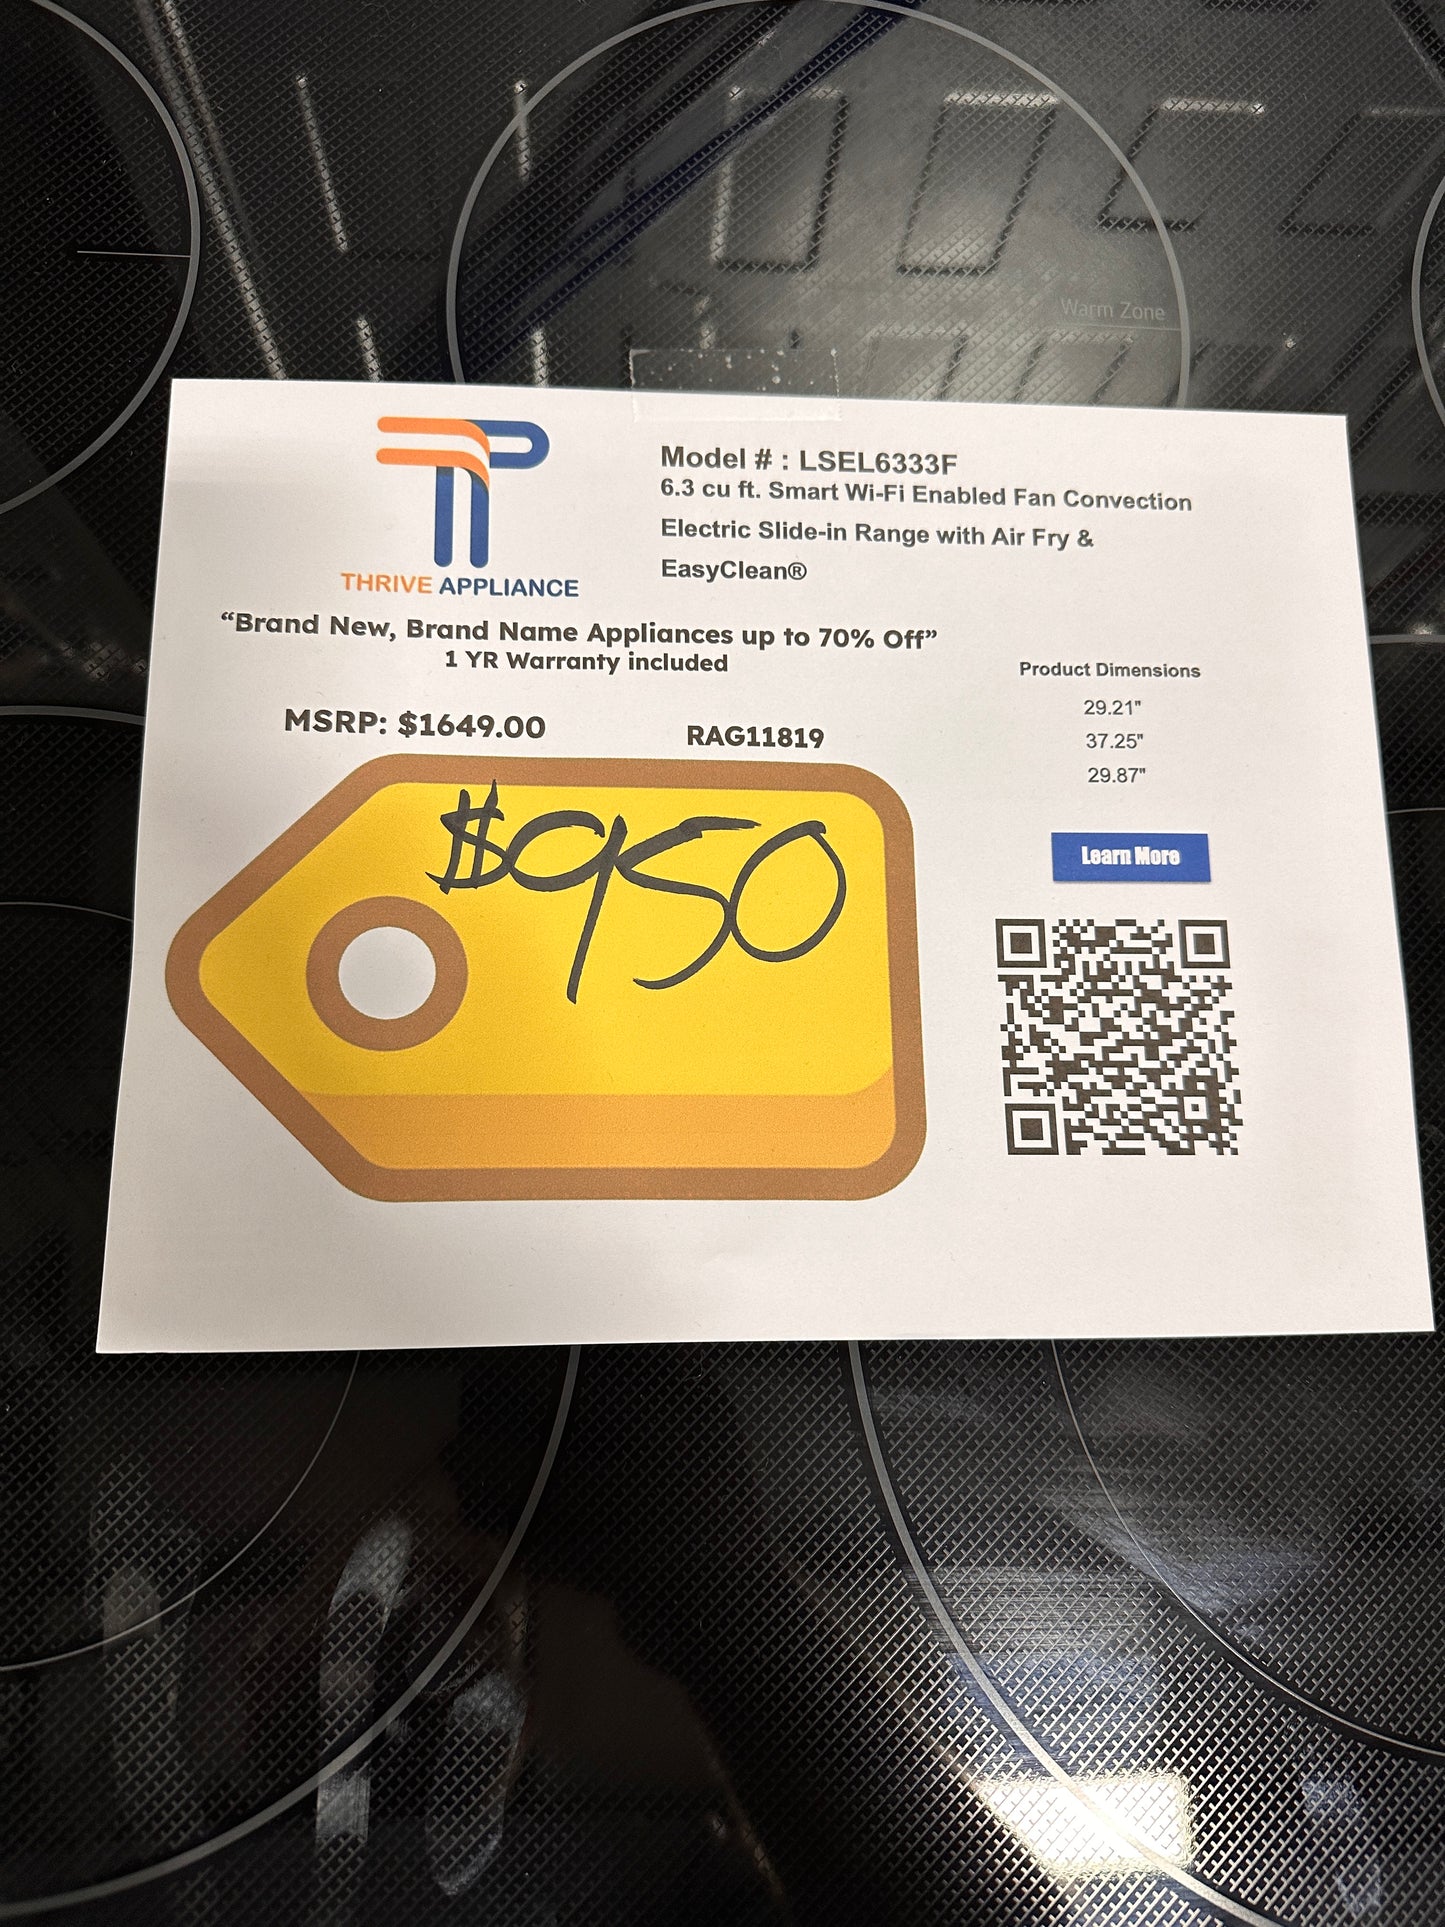 Warm Zone
THRIVE APPLIANCE
Model # : LSEL6333F
6.3 cu ft. Smart Wi-Fi Enabled Fan Convection
Electric Slide-in Range with Air Fry &
EasyClean®
“Brand New, Brand Name Appliances up to 70% Off”
1 YR Warranty included
MSRP: $1649.00
RAG11819
$950
Product Dimensions
29.21"
37.25"
29.87"
Learn More